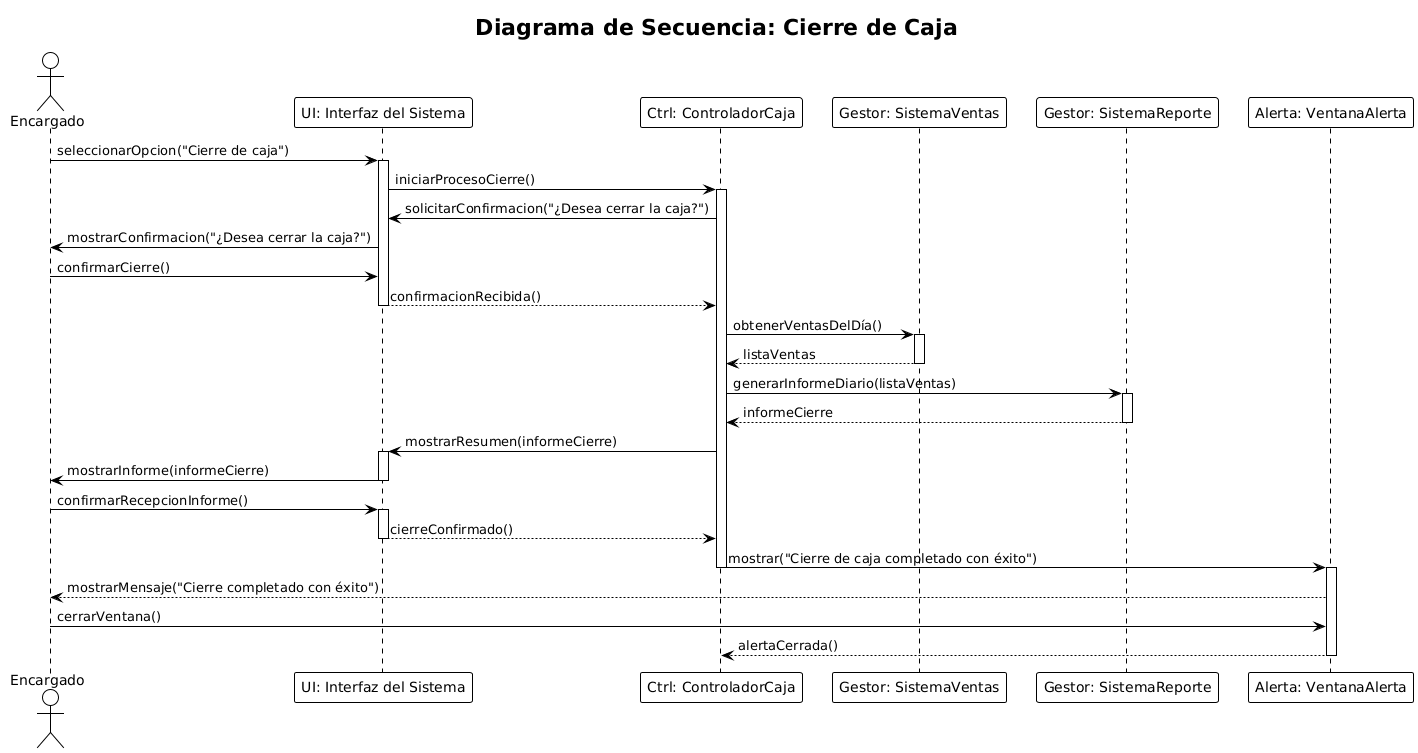 Diagrama de Secuencia: Cierre de Caja
Encargado
UI: Interfaz del Sistema
Ctrl: ControladorCaja
Gestor: SistemaVentas
Gestor: SistemaReporte
Alerta: VentanaAlerta
seleccionarOpcion("Cierre de caja")
iniciarProcesoCierre()
solicitarConfirmacion("¿Desea cerrar la caja?")
mostrarConfirmacion("¿Desea cerrar la caja?")
confirmarCierre()
confirmacionRecibida()
obtenerVentasDelDía()
listaVentas
generarInformeDiario(listaVentas)
informeCierre
mostrarResumen(informeCierre)
mostrarInforme(informeCierre)
confirmarRecepcionInforme()
cierreConfirmado()
mostrar("Cierre de caja completado con éxito")
mostrarMensaje("Cierre completado con éxito")
cerrarVentana()
alertaCerrada()
Encargado
UI: Interfaz del Sistema
Ctrl: ControladorCaja
Gestor: SistemaVentas
Gestor: SistemaReporte
Alerta: VentanaAlerta